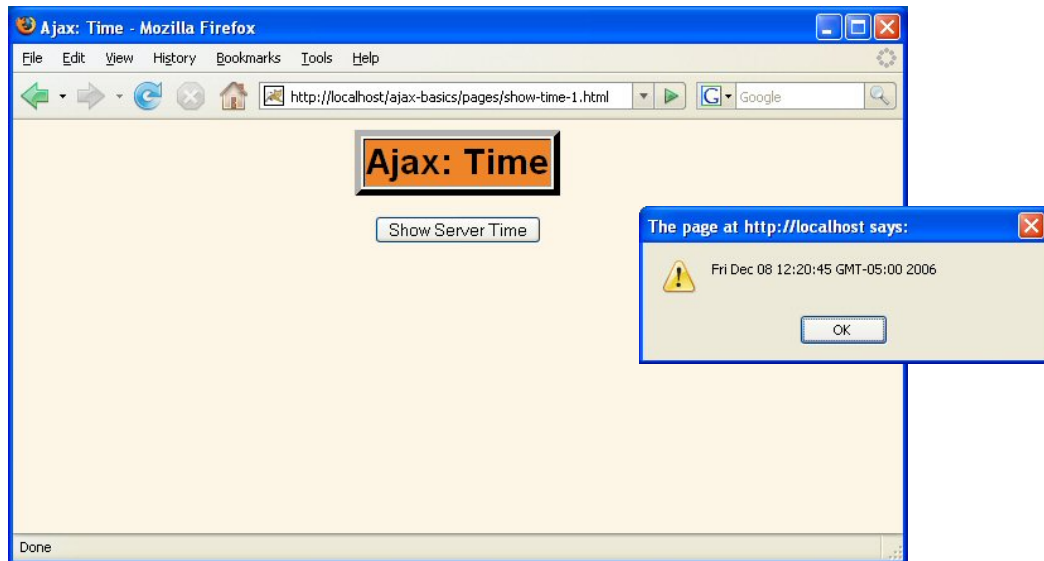 Ajax: Time - Mozilla Firefox
File Edit View History Bookmarks Tools Help
http://localhost/ajax-basics/pages/show-time-1.html G Google
Ajax: Time
Show Server Time
The page at http://localhost says:
Fri Dec 08 12:20:45 GMT-05:00 2006
OK
Done